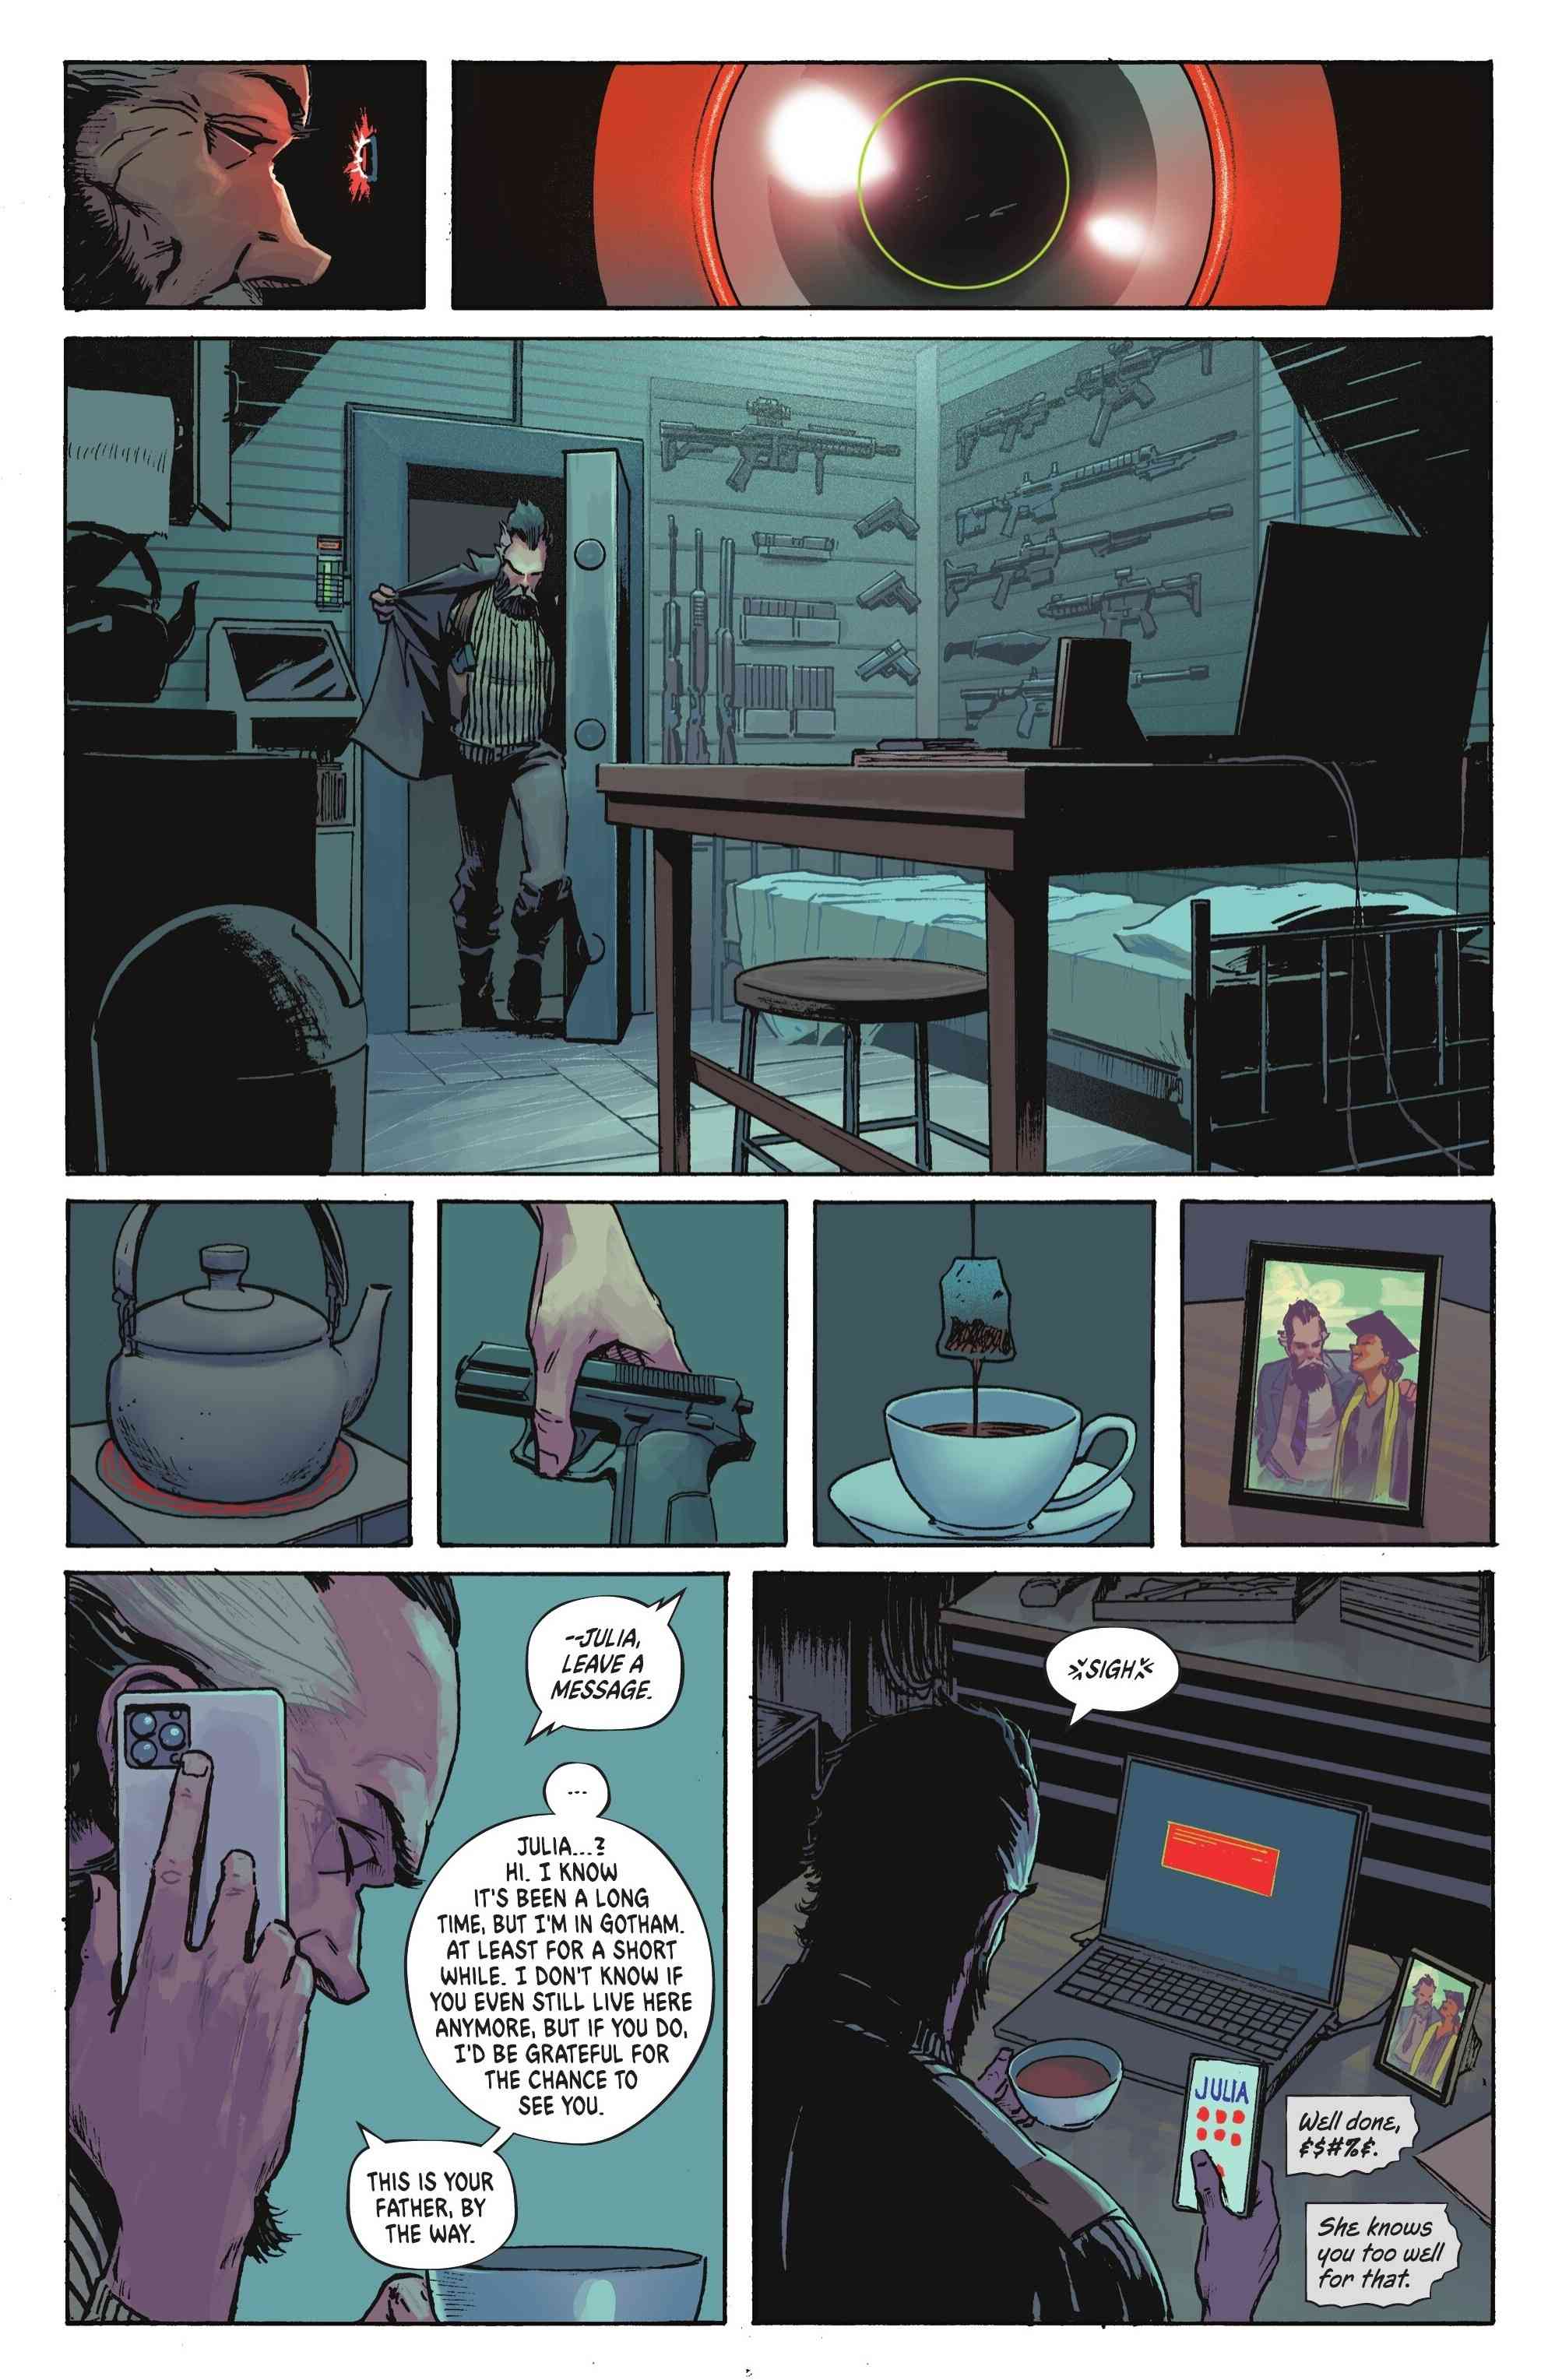 --JULIA,
LEAVE A
MESSAGE.
...
JULIA...?
HI. I KNOW
IT'S BEEN A LONG
TIME, BUT I'M IN GOTHAM.
AT LEAST FOR A SHORT
WHILE. I DON'T KNOW IF
YOU EVEN STILL LIVE HERE
ANYMORE, BUT IF YOU DO,
I'D BE GRATEFUL FOR
THE CHANCE TO
SEE YOU.
THIS IS YOUR
FATHER, BY
THE WAY.
SIGH
JULIA
Well done,
&$#%&.
She knows
you too well
for that.